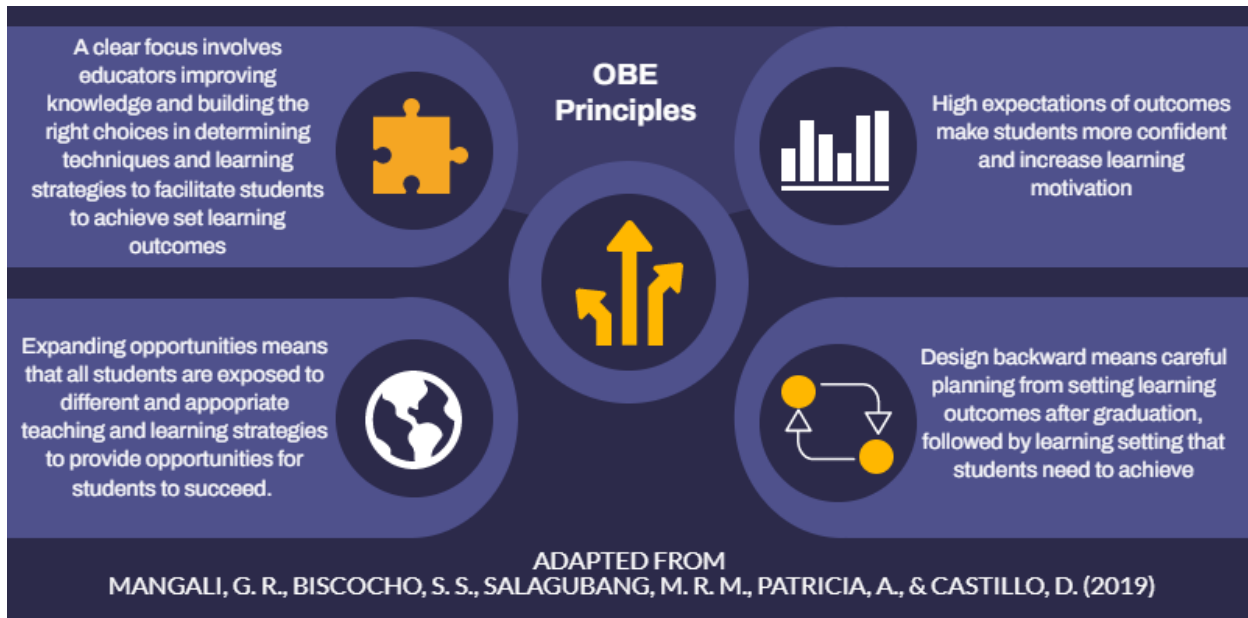 OBE
Principles
A clear focus involves
educators improving
knowledge and building the
right choices in determining
techniques and learning
strategies to facilitate students
to achieve set learning
outcomes
High expectations of outcomes
make students more confident
and increase learning
motivation
Expanding opportunities means
that all students are exposed to
different and appopriate
teaching and learning strategies
to provide opportunities for
students to succeed.
Design backward means careful
planning from setting learning
outcomes after graduation,
followed by learning setting that
students need to achieve
ADAPTED FROM
MANGALI, G. R., BISCOCHO, S. S., SALAGUBANG, M. R. M., PATRICIA, A., & CASTILLO, D. (2019)